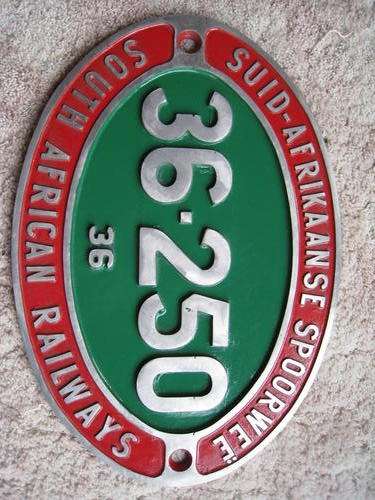 SUID-AFRIKAANSE SPOORWEË
36·250
36
SOUTH AFRICAN RAILWAYS